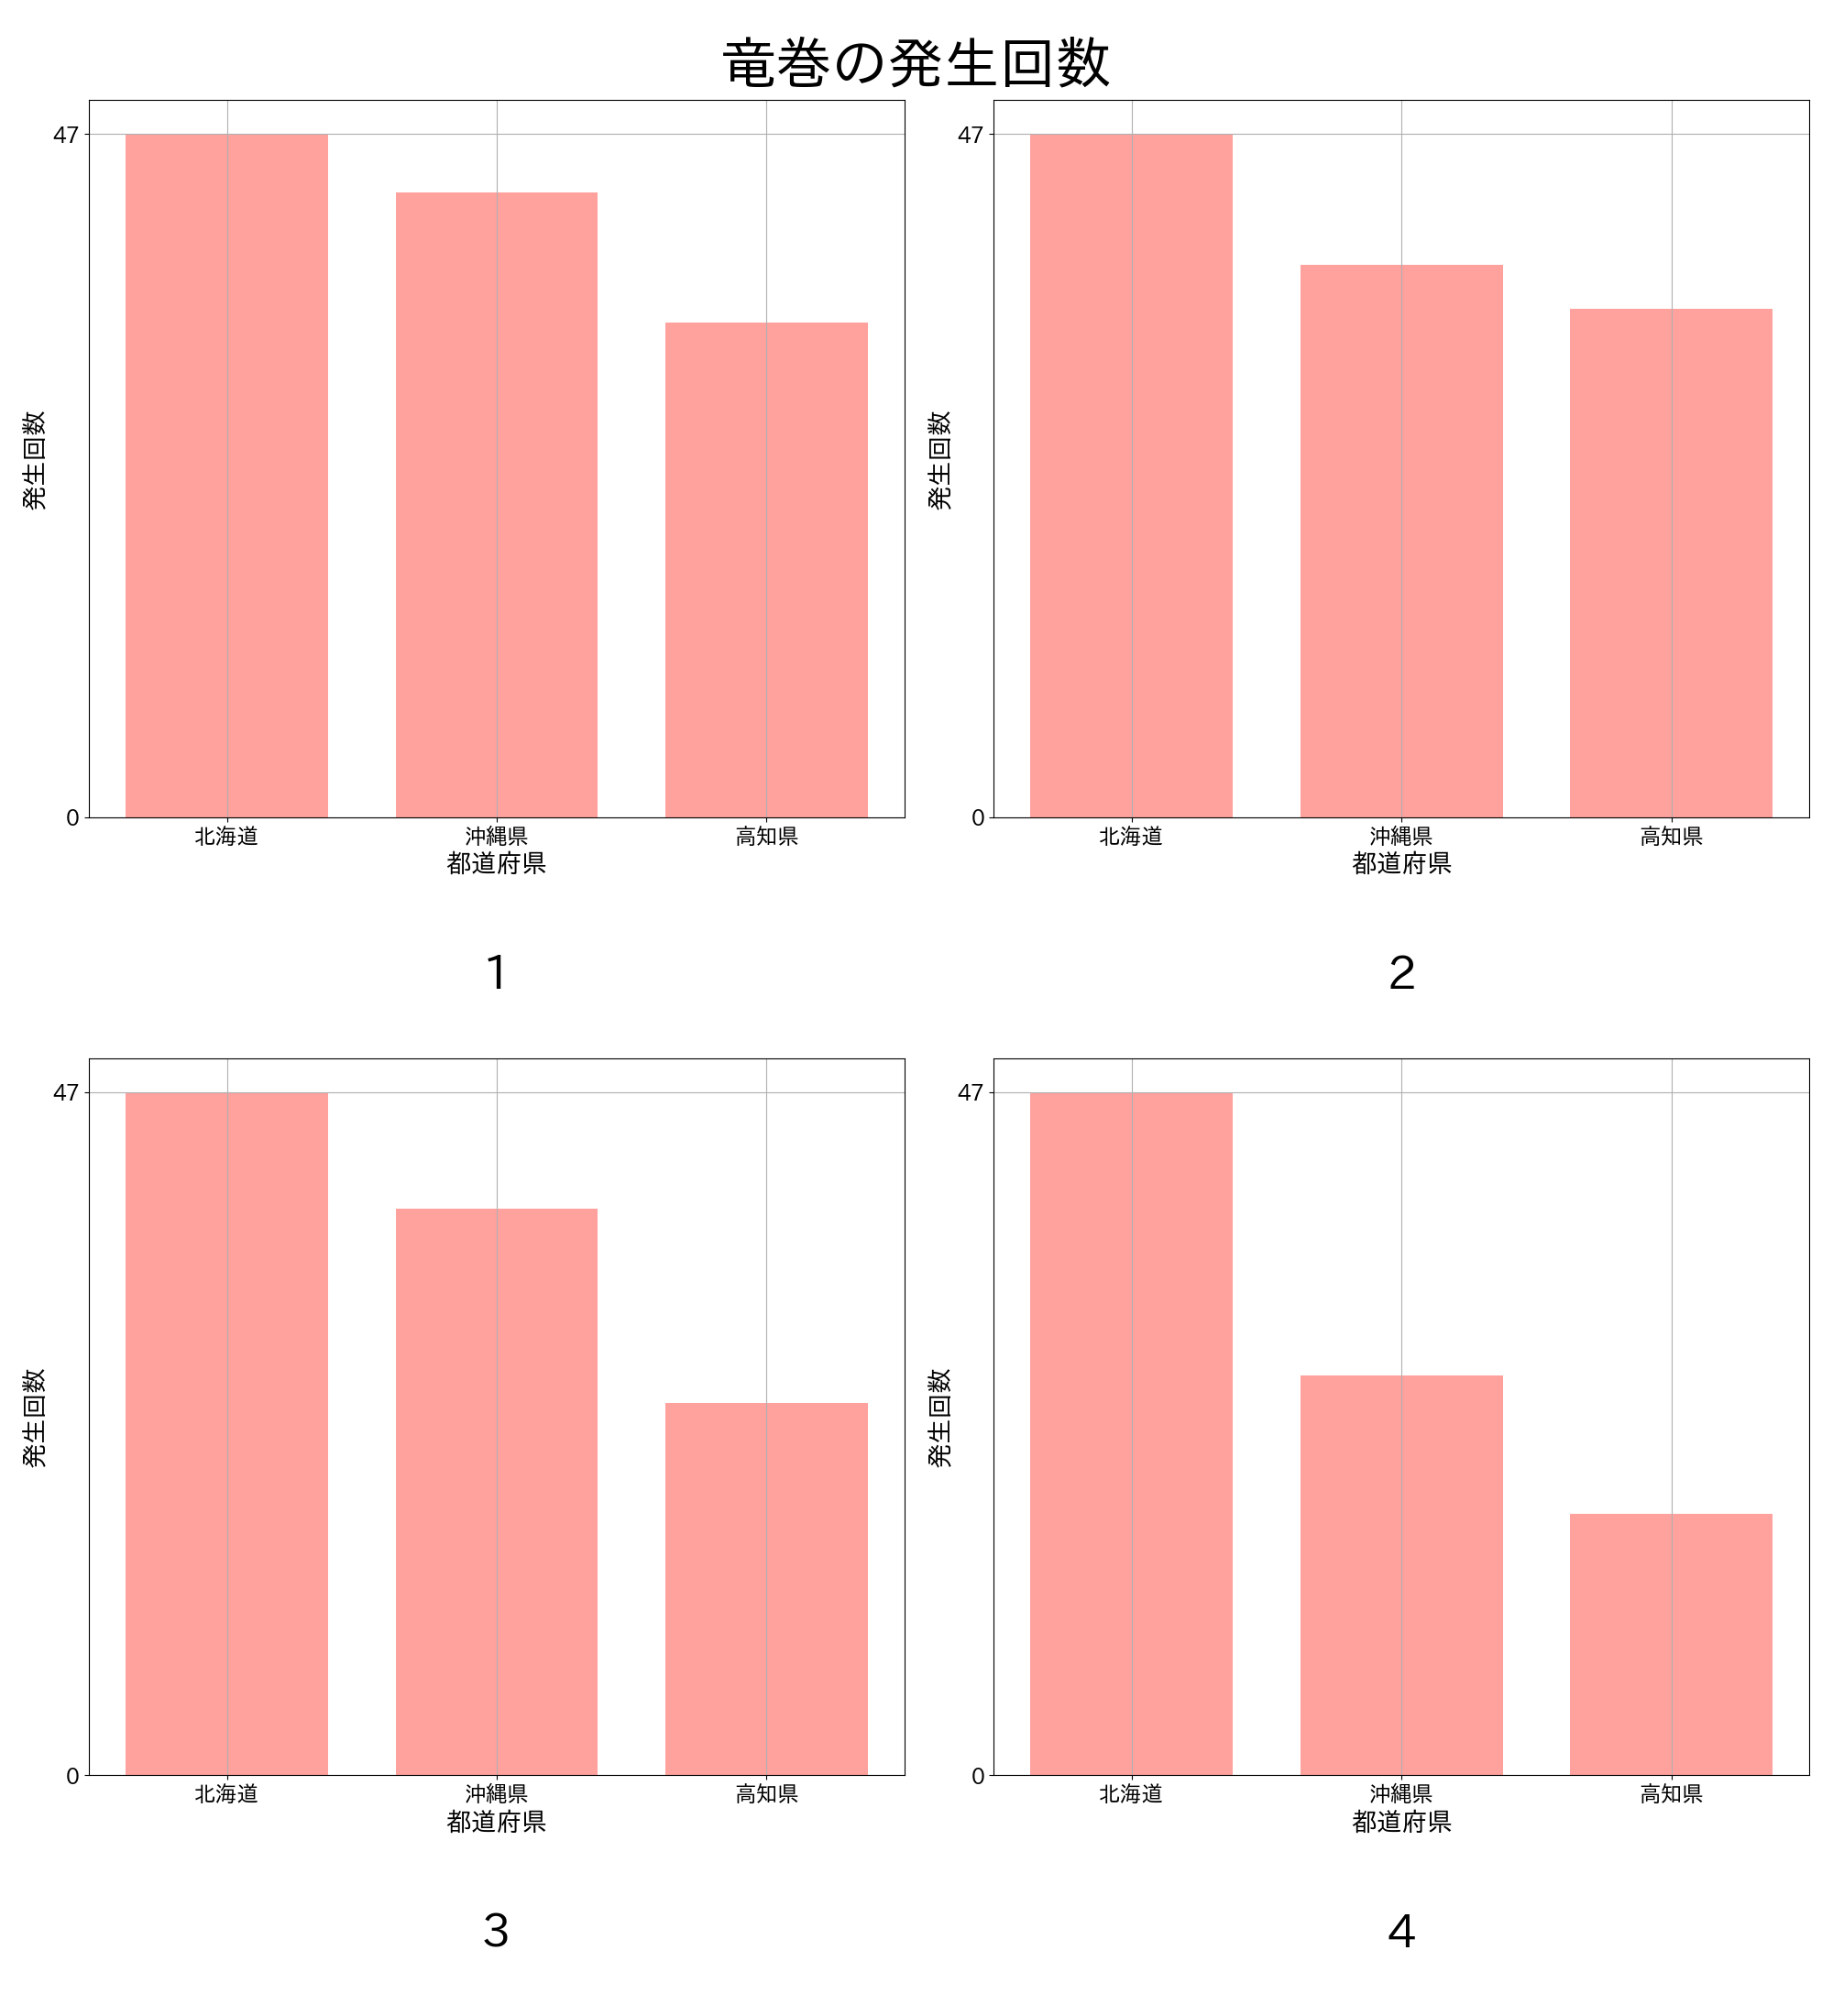 竜巻の発生回数
47
0
発生回数
北海道 沖縄県 高知県
都道府県
1
47
0
発生回数
北海道 沖縄県 高知県
都道府県
2
47
0
発生回数
北海道 沖縄県 高知県
都道府県
3
47
0
発生回数
北海道 沖縄県 高知県
都道府県
4